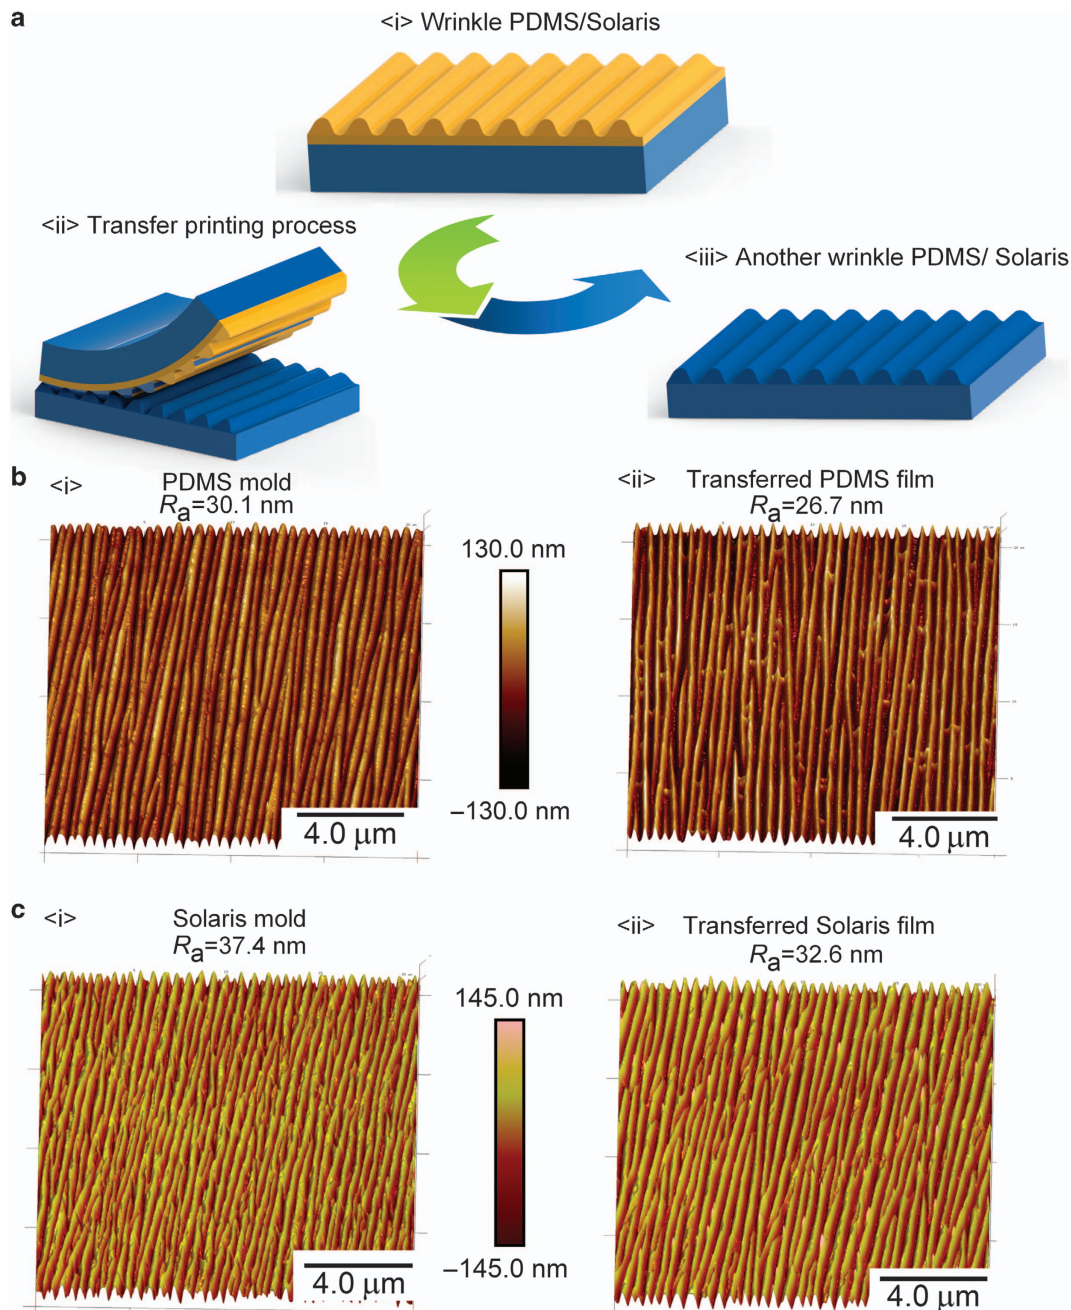 a
<i> Wrinkle PDMS/Solaris
<ii> Transfer printing process
<iii> Another wrinkle PDMS/ Solaris
b
<i>
PDMS mold
Ra=30.1 nm
<ii>
Transferred PDMS film
Ra=26.7 nm
130.0 nm
–130.0 nm
4.0 μm
4.0 μm
c
<i>
Solaris mold
Ra=37.4 nm
<ii>
Transferred Solaris film
Ra=32.6 nm
145.0 nm
–145.0 nm
4.0 μm
4.0 μm